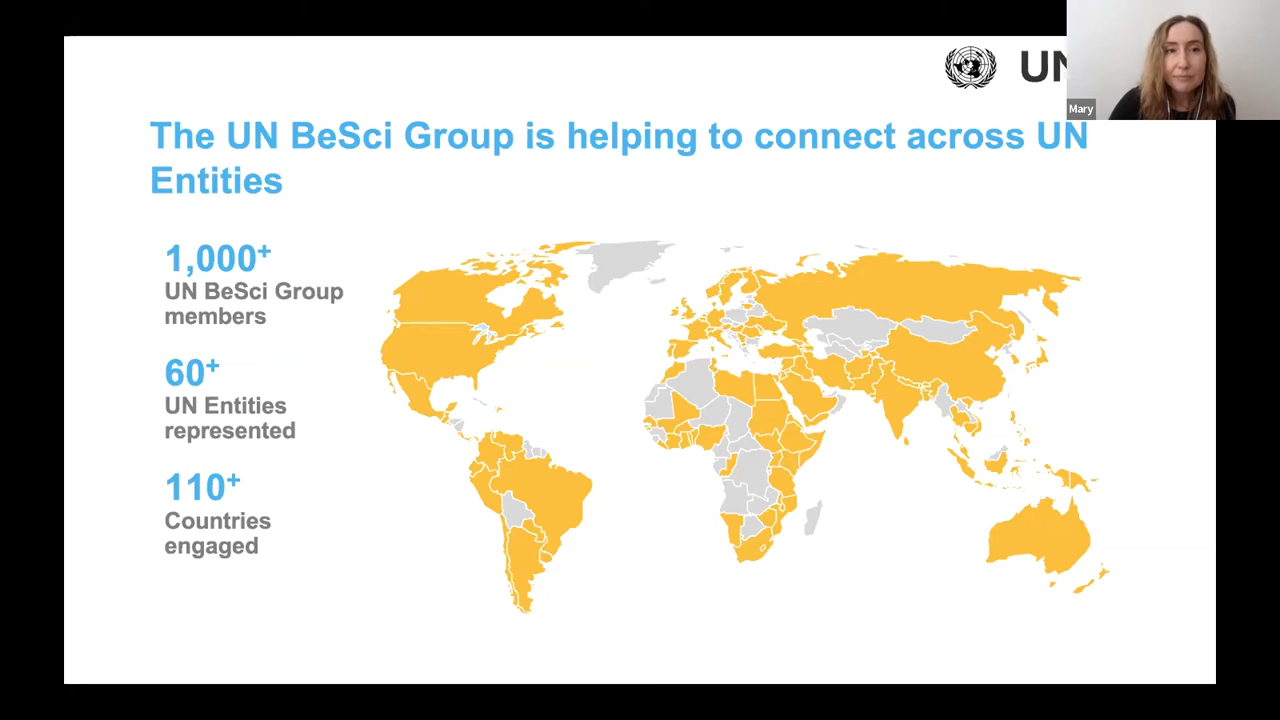 UN
Mary
The UN BeSci Group is helping to connect across UN
Entities
1,000+
UN BeSci Group
members
60+
UN Entities
represented
110+
Countries
engaged